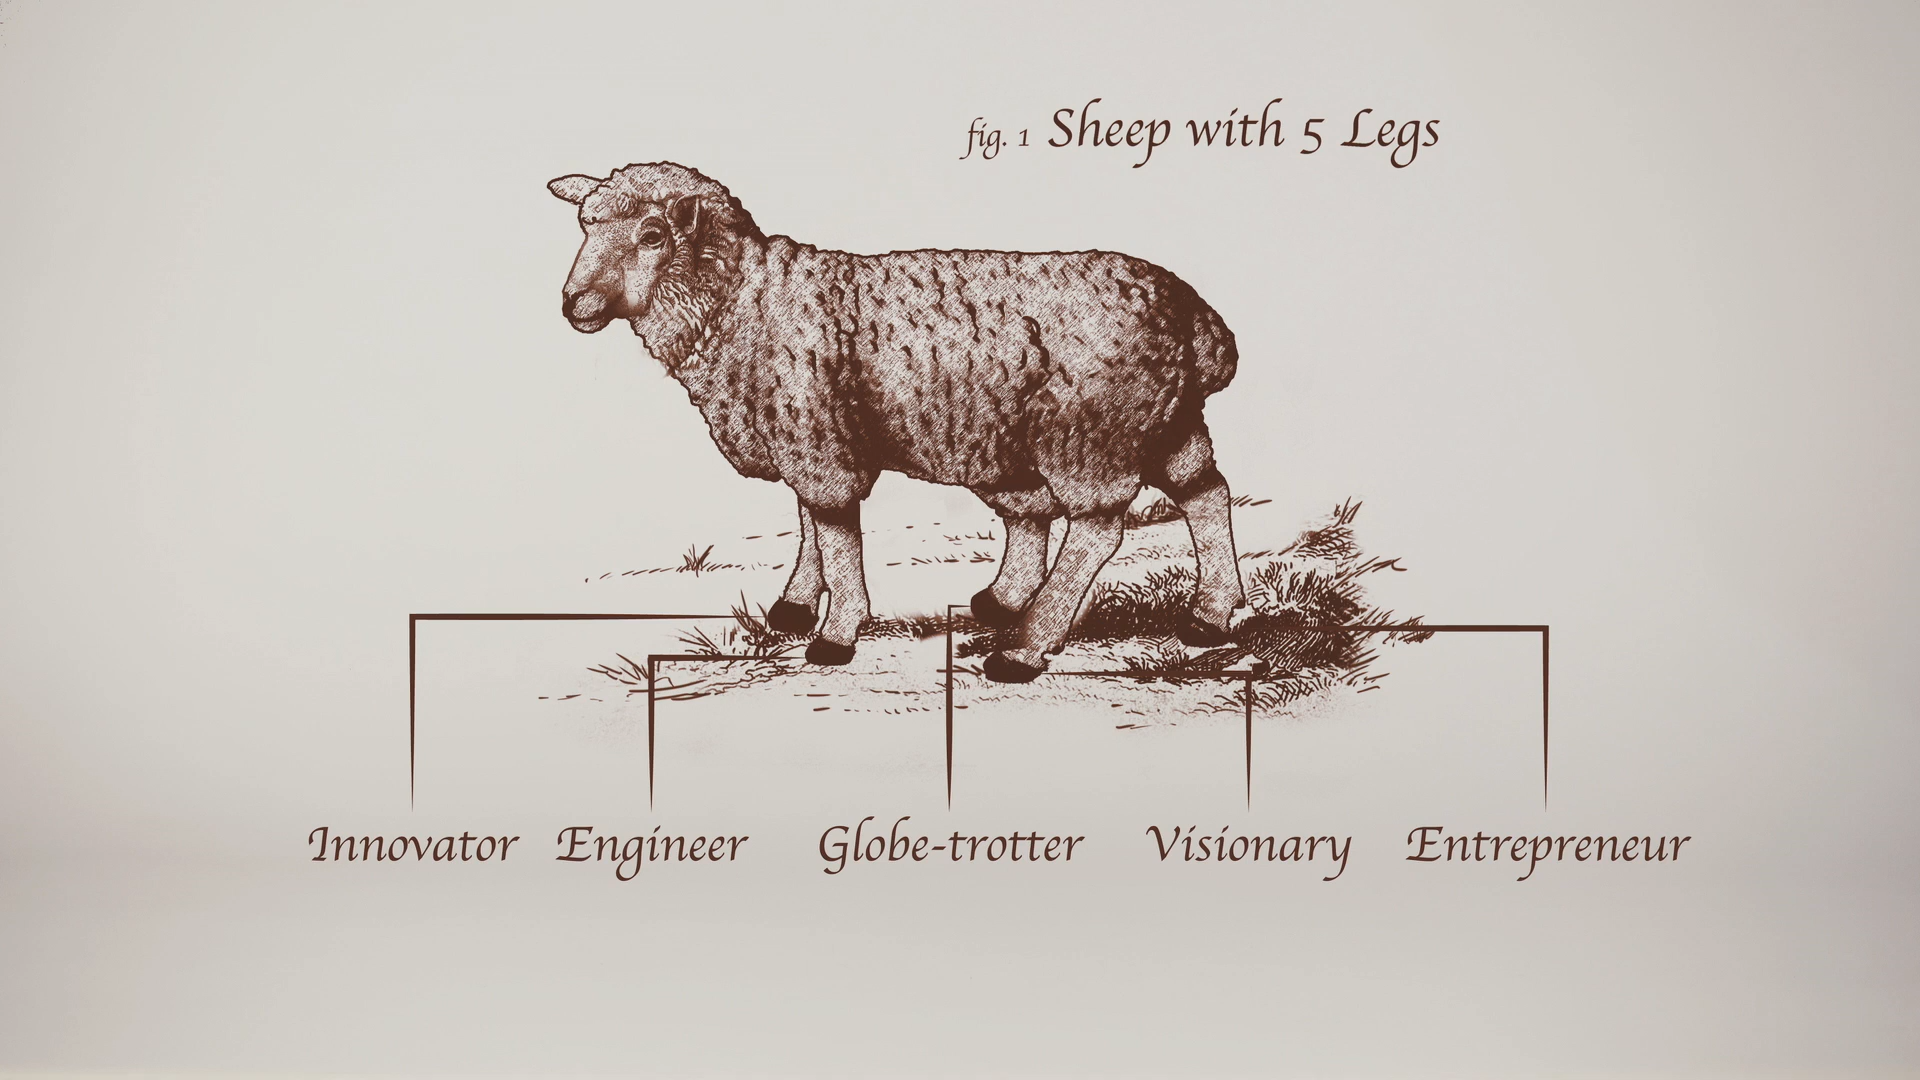 fig. 1 Sheep with 5 Legs
Innovator Engineer Globe-trotter Visionary Entrepreneur